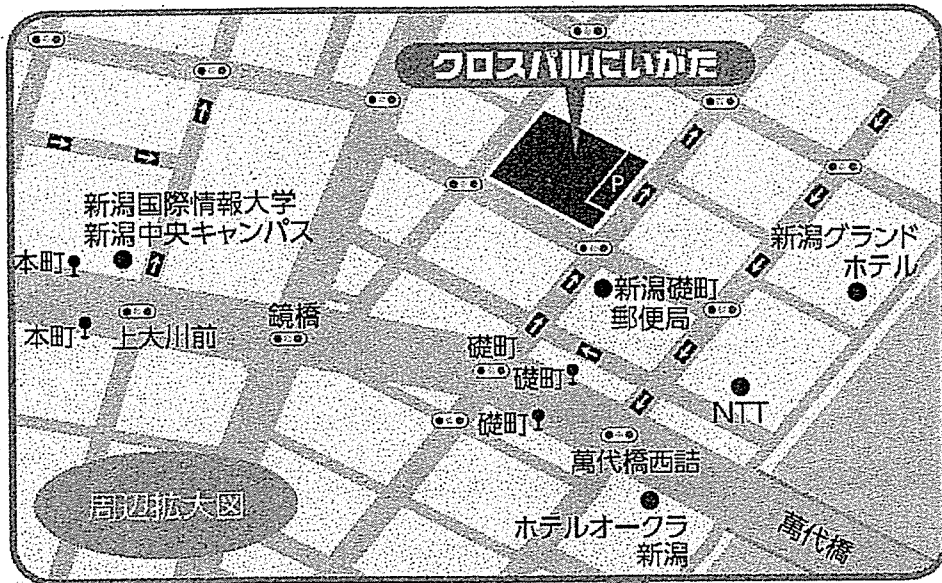 クロスパルにいがた
P
新潟国際情報大学
新潟中央キャンパス
本町
新潟グランド
ホテル
新潟礎町
郵便局
本町
上大川前
鏡橋
礎町
礎町
NTT
礎町
萬代橋西詰
周辺拡大図
ホテルオークラ
新潟
萬代橋